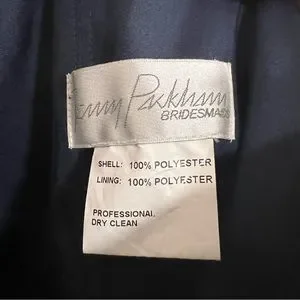 Jenny Packham
BRIDESMAIDS
SHELL: 100% POLYESTER
LINING: 100% POLYESTER
PROFESSIONAL
DRY CLEAN